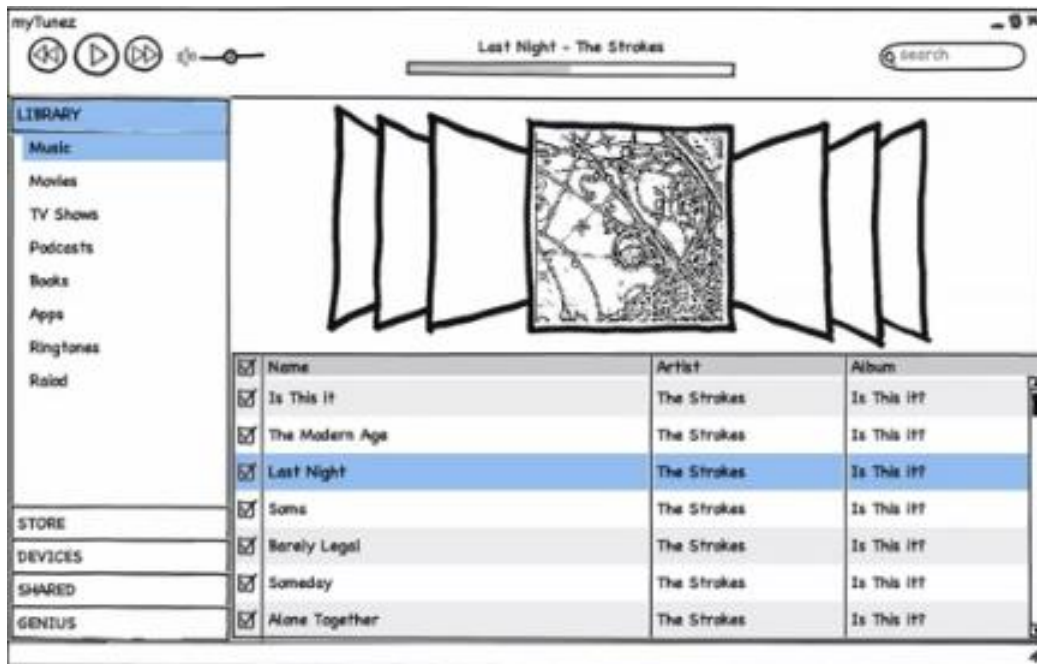 myTunez
Last Night - The Strokes
search
LIBRARY
Music
Movies
TV Shows
Podcasts
Books
Apps
Ringtones
Raiod
STORE
DEVICES
SHARED
GENIUS
Name Artist Album
Is This it The Strokes Is This it?
The Modern Age The Strokes Is This it?
Last Night The Strokes Is This it?
Soma The Strokes Is This it?
Barely Legal The Strokes Is This it?
Someday The Strokes Is This it?
Alone Together The Strokes Is This it?